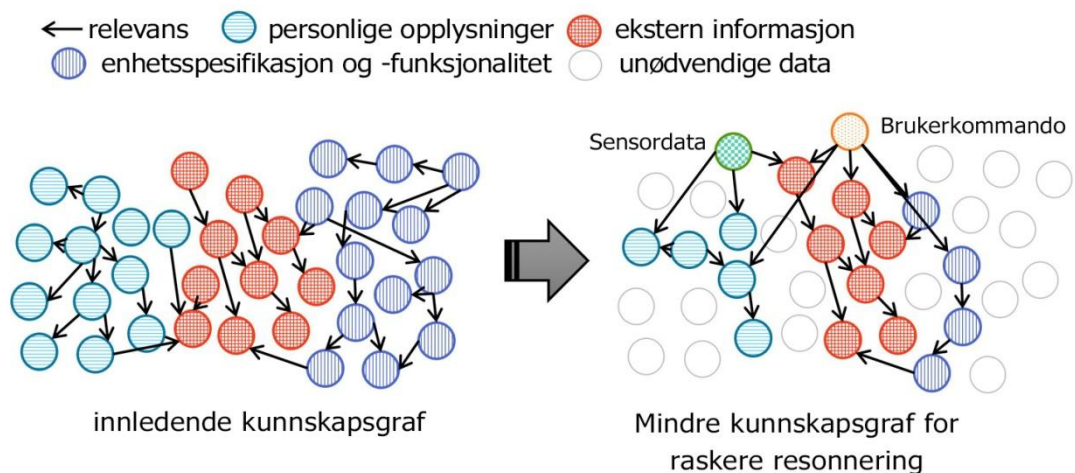 relevans personlige opplysninger ekstern informasjon
enhetsspesifikasjon og -funksjonalitet unødvendige data
Sensordata
Brukerkommando
innledende kunnskapsgraf
Mindre kunnskapsgraf for
raskere resonnering